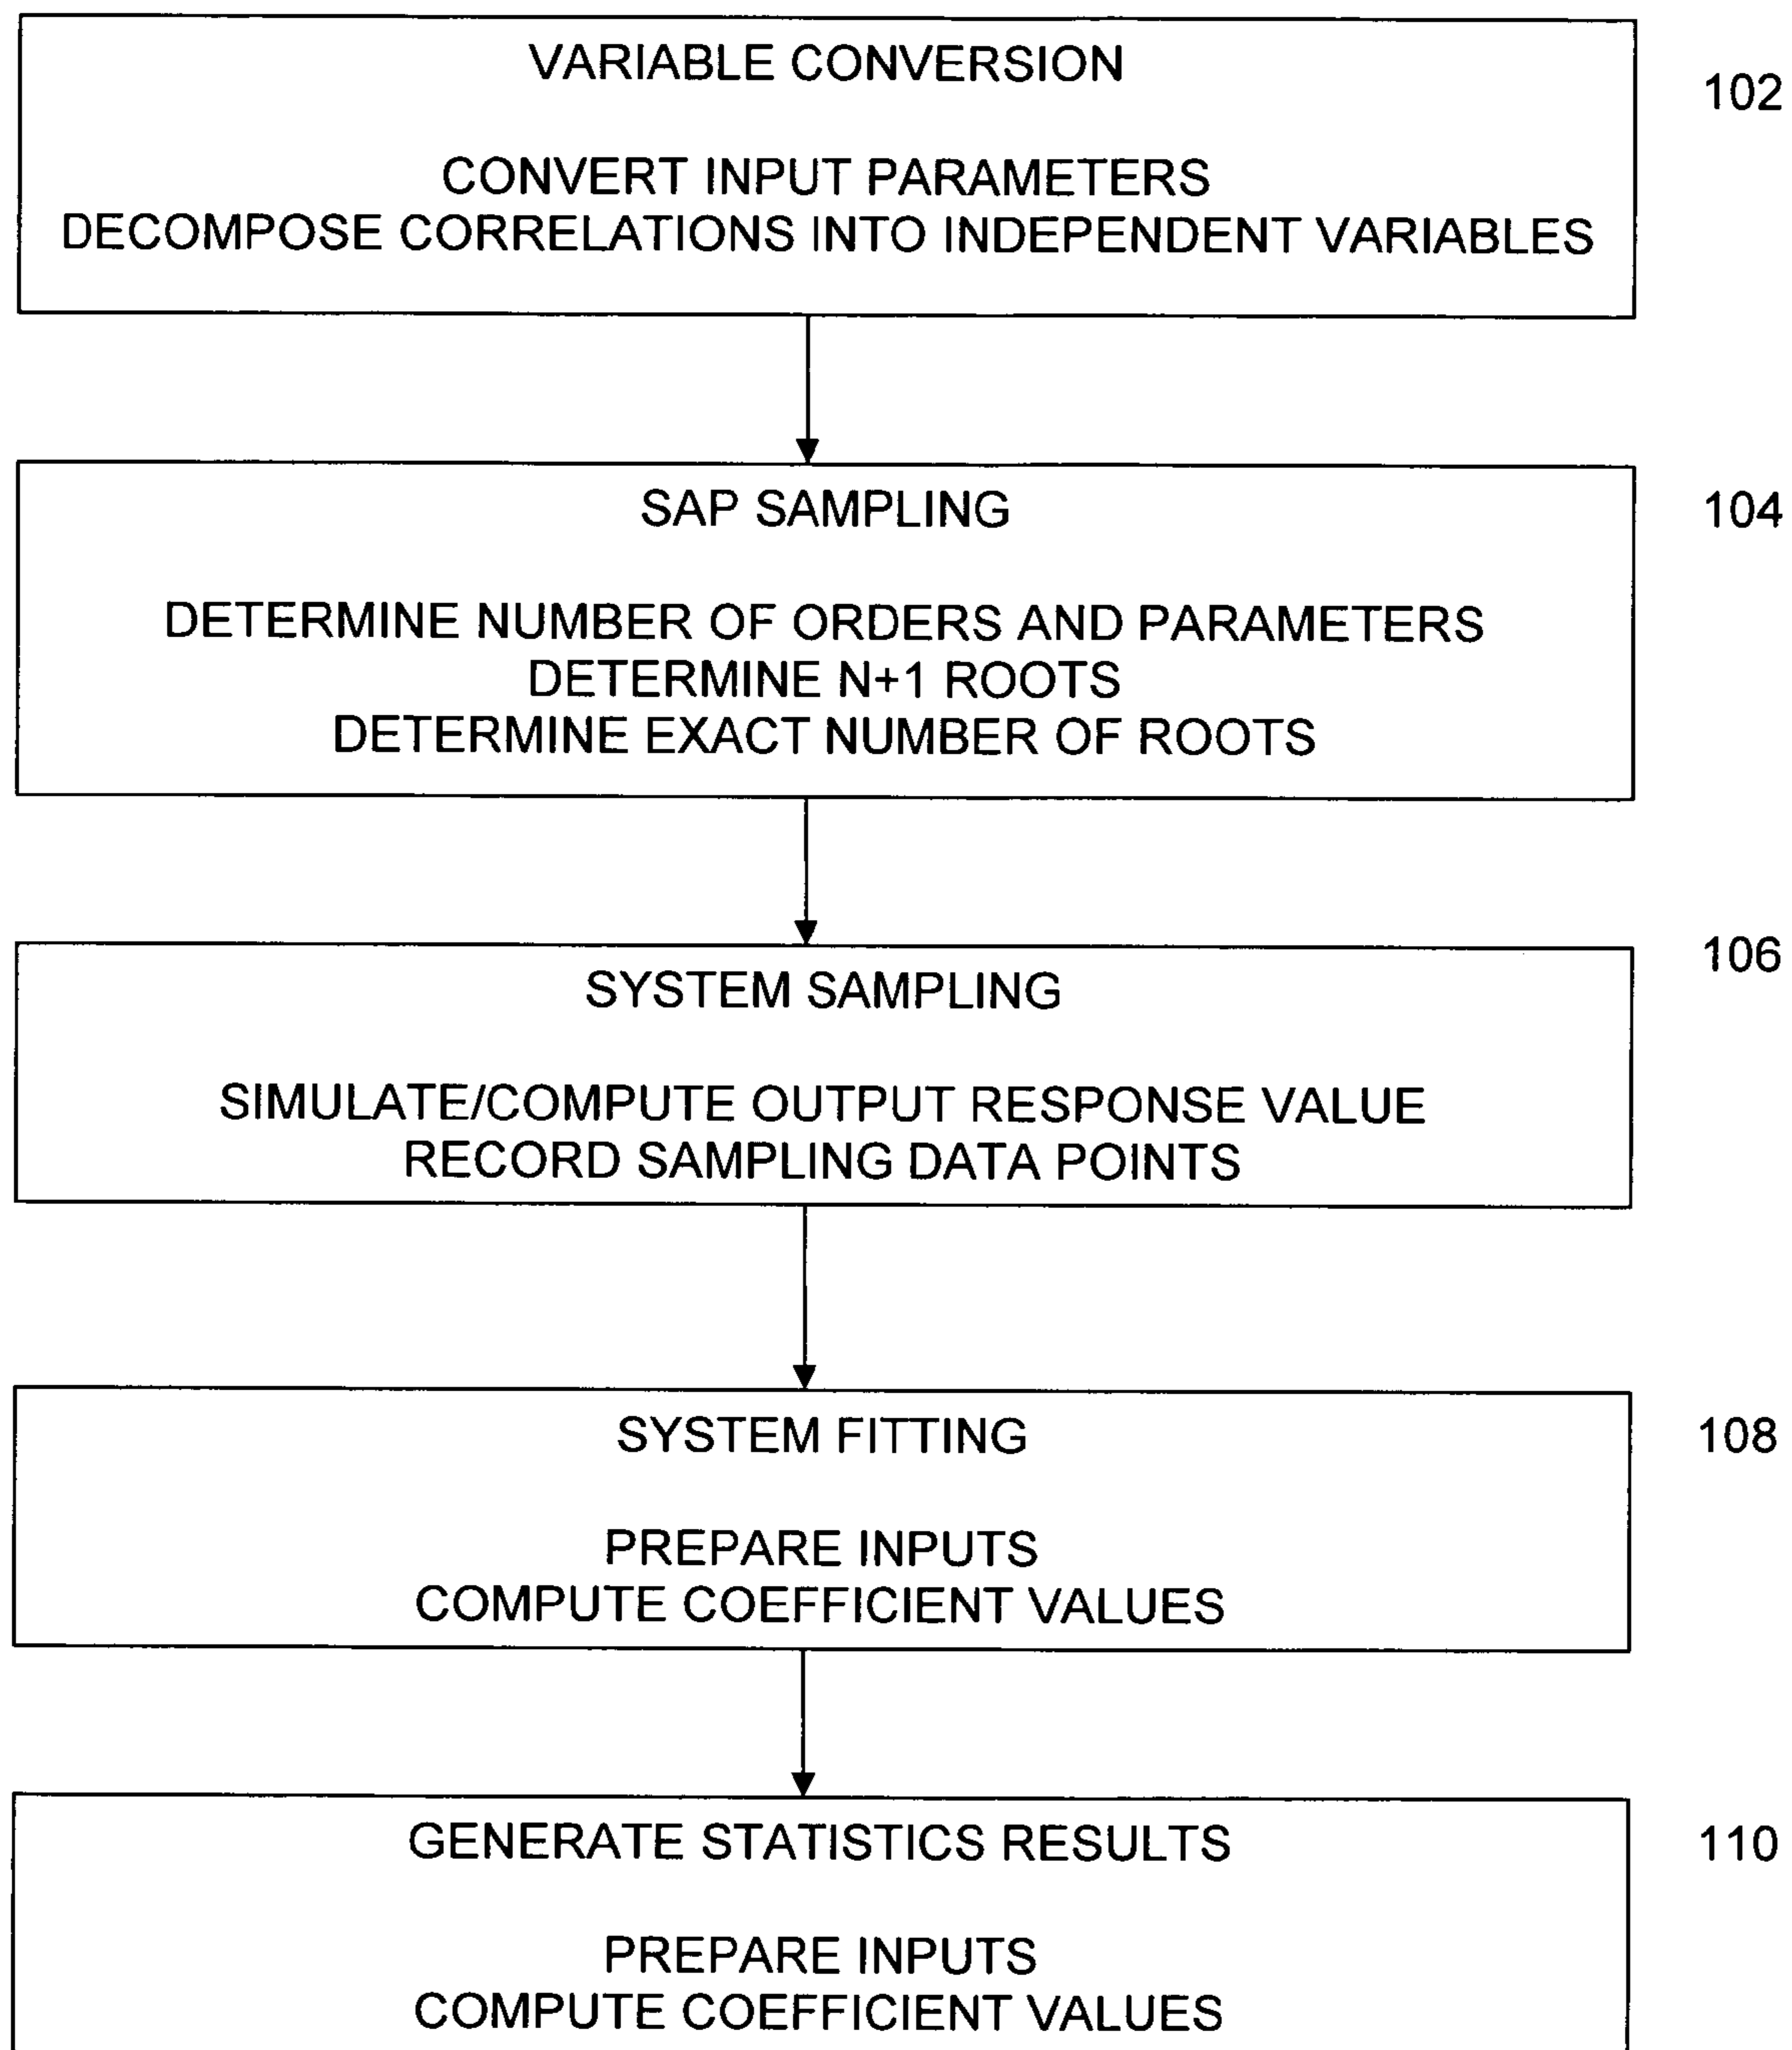 VARIABLE CONVERSION
102
CONVERT INPUT PARAMETERS
DECOMPOSE CORRELATIONS INTO INDEPENDENT VARIABLES
SAP SAMPLING
104
DETERMINE NUMBER OF ORDERS AND PARAMETERS
DETERMINE N+1 ROOTS
DETERMINE EXACT NUMBER OF ROOTS
SYSTEM SAMPLING
106
SIMULATE/COMPUTE OUTPUT RESPONSE VALUE
RECORD SAMPLING DATA POINTS
SYSTEM FITTING
108
PREPARE INPUTS
COMPUTE COEFFICIENT VALUES
GENERATE STATISTICS RESULTS
110
PREPARE INPUTS
COMPUTE COEFFICIENT VALUES